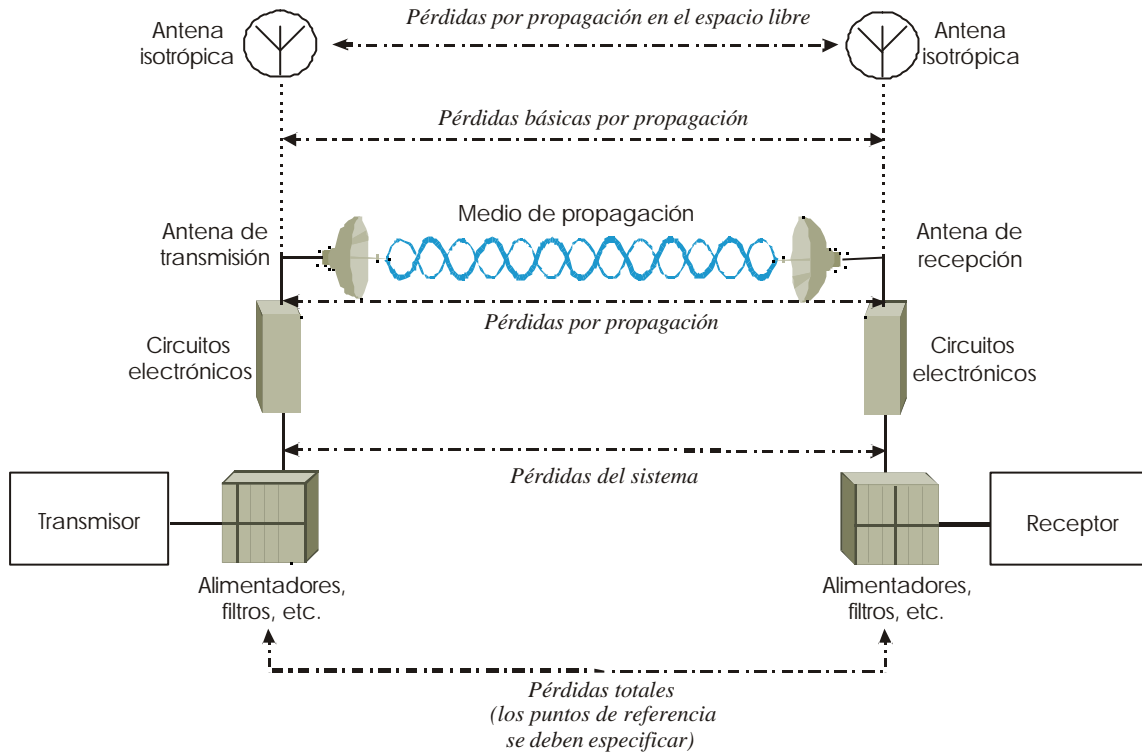 Pérdidas por propagación en el espacio libre
Antena
isotrópica
Antena
isotrópica
Pérdidas básicas por propagación
Antena de
transmisión
Medio de propagación
Antena de
recepción
Pérdidas por propagación
Circuitos
electrónicos
Circuitos
electrónicos
Pérdidas del sistema
Transmisor
Receptor
Alimentadores,
filtros, etc.
Alimentadores,
filtros, etc.
Pérdidas totales
(los puntos de referencia
se deben especificar)